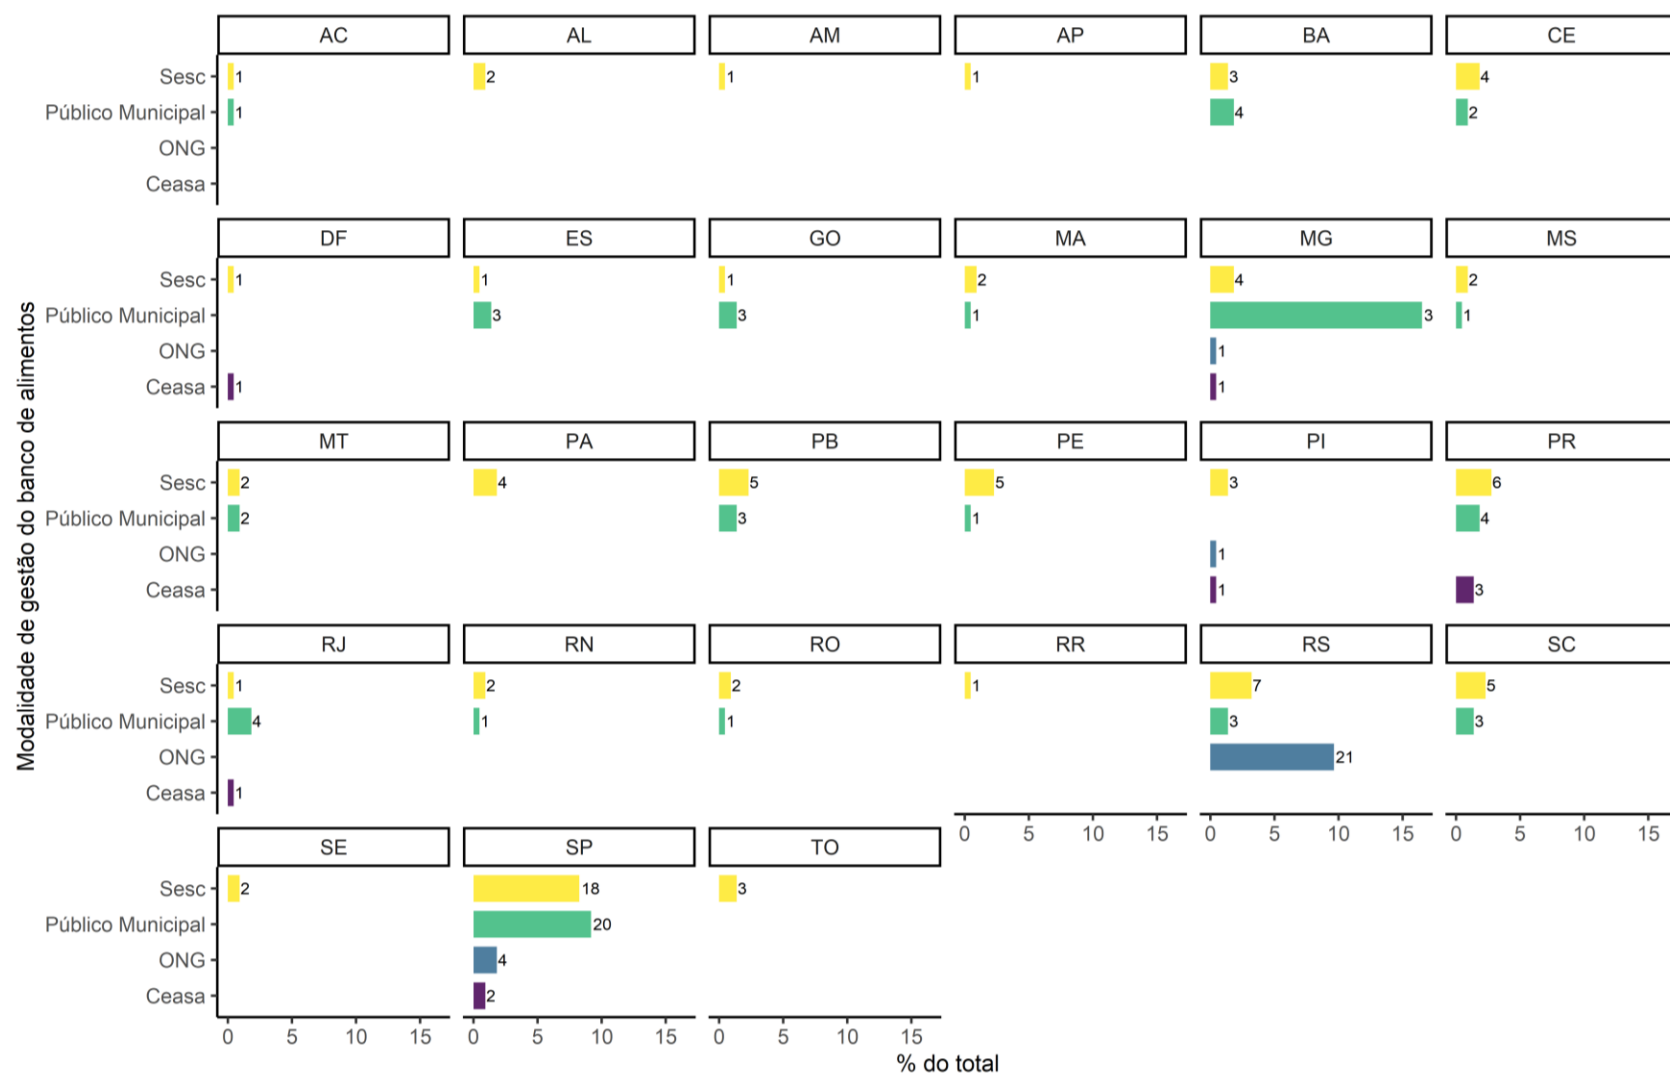 AC AL AM AP BA CE
Sesc 1 2 1 1 3 4
Público Municipal 1 4 2
ONG
Ceasa
DF ES GO MA MG MS
Sesc 1 1 1 2 4 2
Público Municipal 3 3 1 3 1
ONG 1
Ceasa 1 1
MT PA PB PE PI PR
Sesc 2 4 5 5 3 6
Público Municipal 2 3 1 4
ONG 1
Ceasa 1 3
RJ RN RO RR RS SC
Sesc 1 2 2 1 7 5
Público Municipal 4 1 1 3 3
ONG 21
Ceasa 1
0 5 10 15 0 5 10 15 0 5 10 15
SE SP TO
Sesc 2 18 3
Público Municipal 20
ONG 4
Ceasa 2
0 5 10 15 0 5 10 15 0 5 10 15
% do total
Modalidade de gestão do banco de alimentos